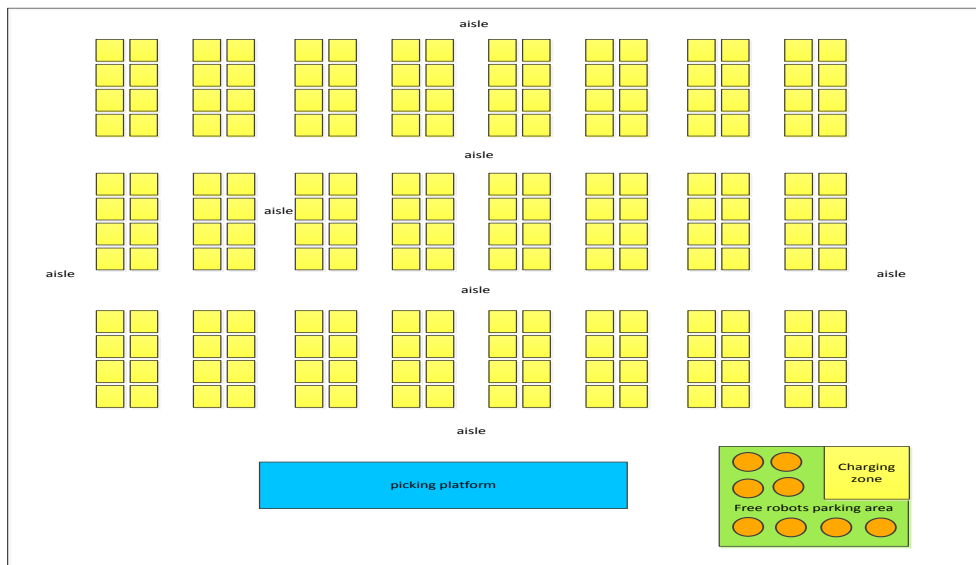 aisle
aisle
aisle
aisle
aisle
aisle
aisle
picking platform
Charging
zone
Free robots parking area